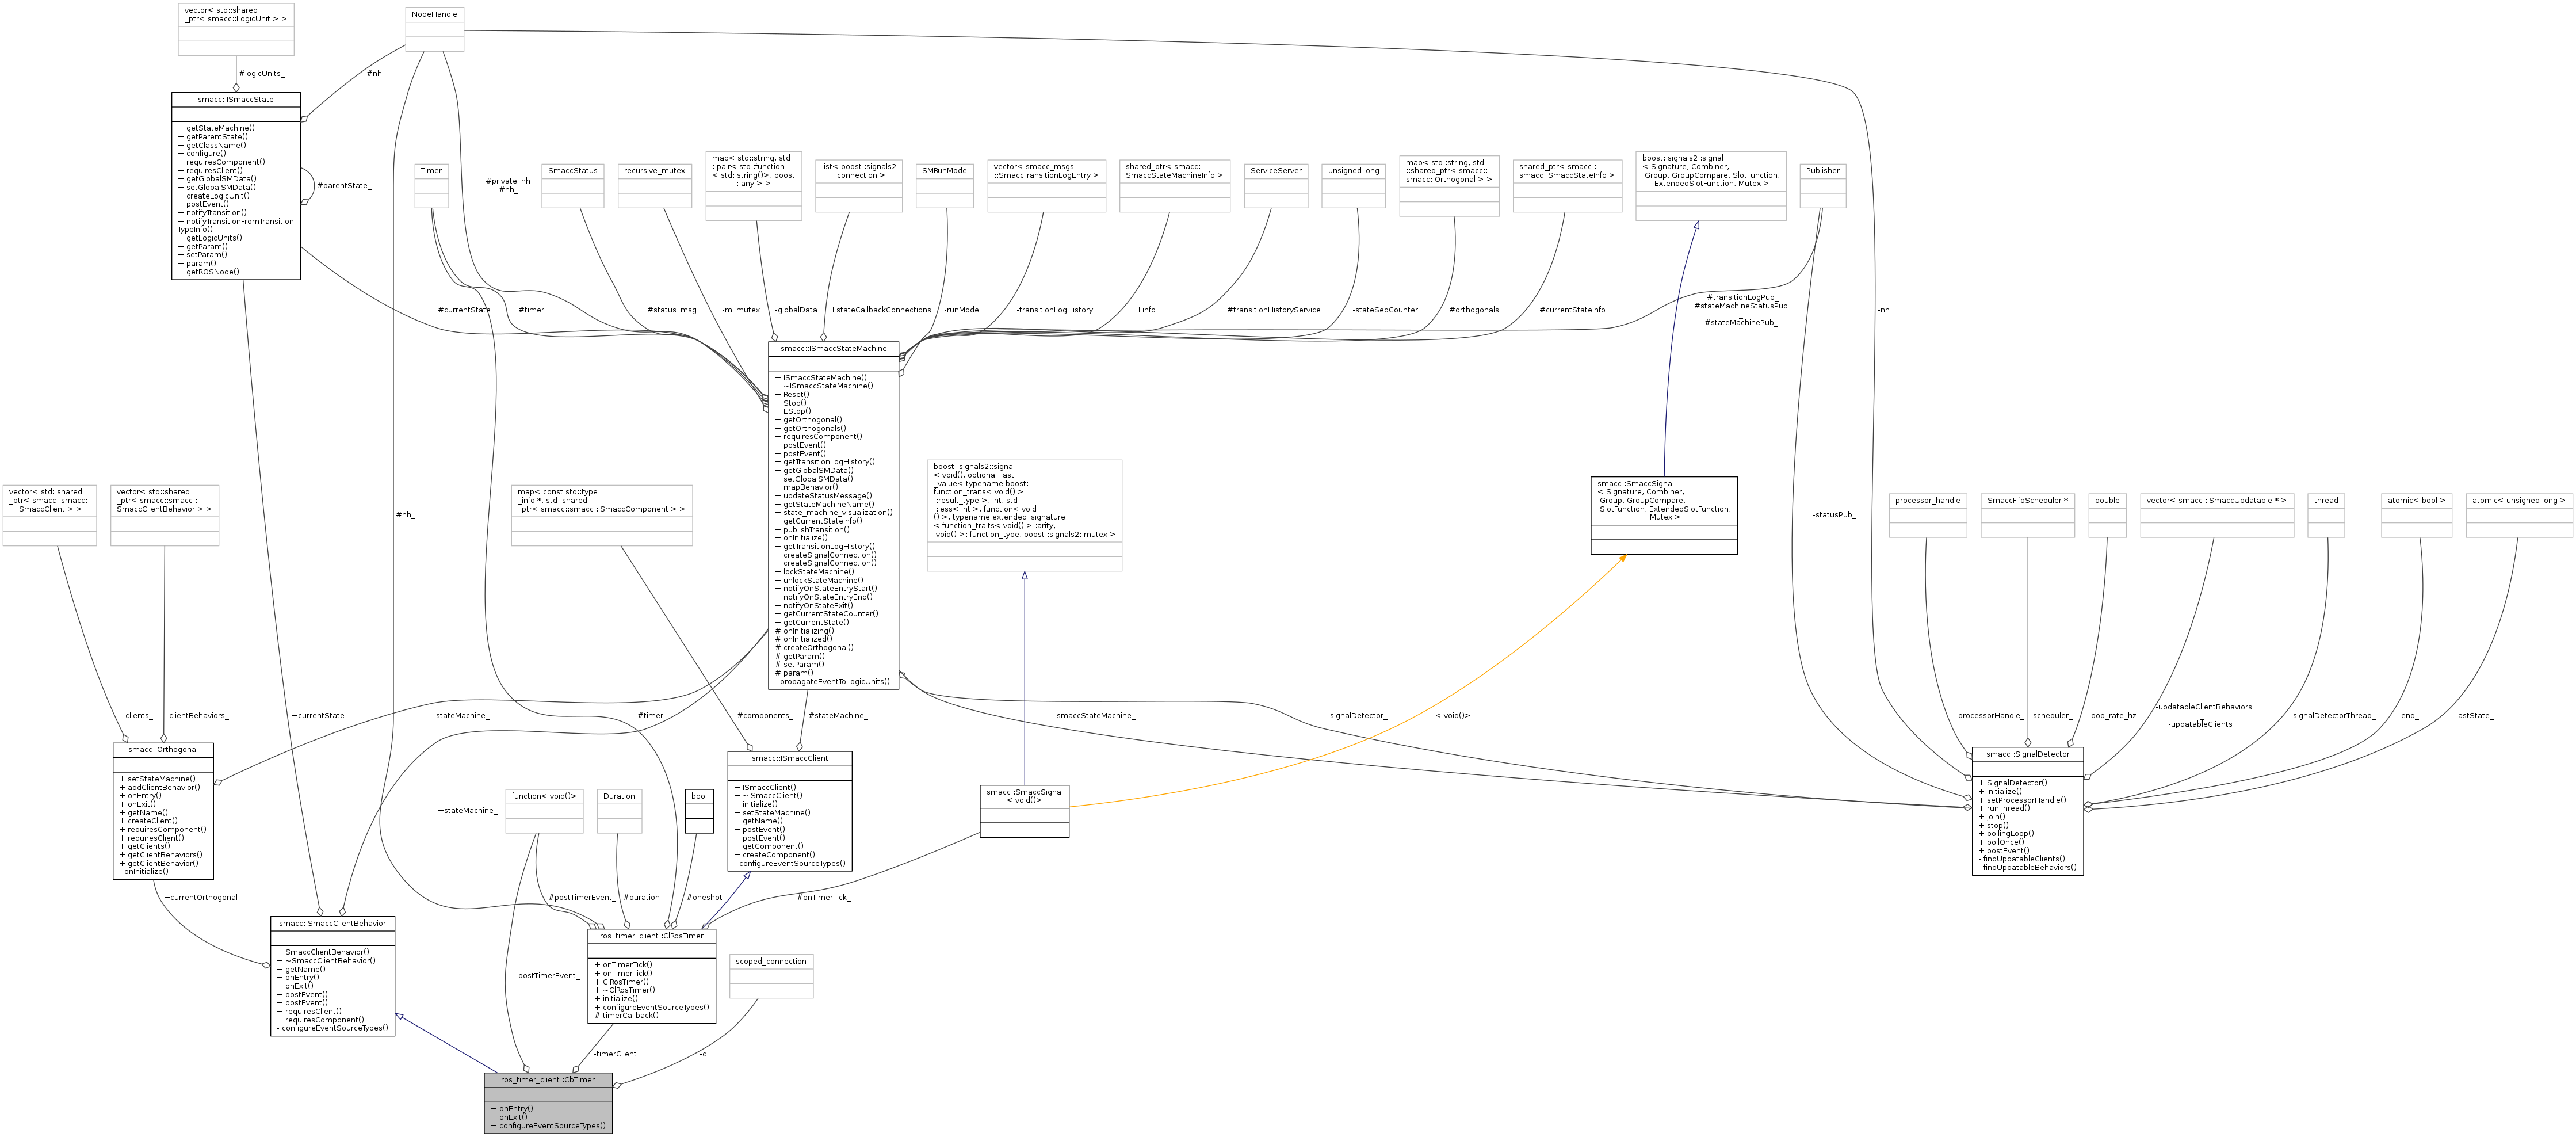 vector< std::shared
_ptr< smacc::LogicUnit > >
NodeHandle
#logicUnits_
#nh
smacc::ISmaccState
+ getStateMachine()
+ getParentState()
+ getClassName()
+ configure()
+ requiresComponent()
+ requiresClient()
+ getGlobalSMData()
+ setGlobalSMData()
+ createLogicUnit()
+ postEvent()
+ notifyTransition()
+ notifyTransitionFromTransition
TypeInfo()
+ getLogicUnits()
+ getParam()
+ setParam()
+ param()
+ getROSNode()
#parentState_
Timer
#private_nh_
#nh_
SmaccStatus
recursive_mutex
map< std::string, std
::pair< std::function
< std::string()>, boost
::any > >
list< boost::signals2
::connection >
SMRunMode
vector< smacc_msgs
::SmaccTransitionLogEntry >
shared_ptr< smacc::
SmaccStateMachineInfo >
ServiceServer
unsigned long
map< std::string, std
::shared_ptr< smacc::
smacc::Orthogonal > >
shared_ptr< smacc::
smacc::SmaccStateInfo >
boost::signals2::signal
< Signature, Combiner,
Group, GroupCompare, SlotFunction,
ExtendedSlotFunction, Mutex >
Publisher
#currentState_
#timer_
#status_msg_
-m_mutex_
-globalData_
+stateCallbackConnections
-runMode_
-transitionLogHistory_
+info_
#transitionHistoryService_
-stateSeqCounter_
#orthogonals_
#currentStateInfo_
#transitionLogPub_
#stateMachineStatusPub
_
#stateMachinePub_
-nh_
smacc::ISmaccStateMachine
+ ISmaccStateMachine()
+ ~ISmaccStateMachine()
+ Reset()
+ Stop()
+ EStop()
+ getOrthogonal()
+ getOrthogonals()
+ requiresComponent()
+ postEvent()
+ postEvent()
+ getTransitionLogHistory()
+ getGlobalSMData()
+ setGlobalSMData()
+ mapBehavior()
+ updateStatusMessage()
+ getStateMachineName()
+ state_machine_visualization()
+ getCurrentStateInfo()
+ publishTransition()
+ onInitialize()
+ getTransitionLogHistory()
+ createSignalConnection()
+ createSignalConnection()
+ lockStateMachine()
+ unlockStateMachine()
+ notifyOnStateEntryStart()
+ notifyOnStateEntryEnd()
+ notifyOnStateExit()
+ getCurrentStateCounter()
+ getCurrentState()
# onInitializing()
# onInitialized()
# createOrthogonal()
# getParam()
# setParam()
# param()
- propagateEventToLogicUnits()
vector< std::shared
_ptr< smacc::smacc::
ISmaccClient > >
vector< std::shared
_ptr< smacc::smacc::
SmaccClientBehavior > >
#nh_
map< const std::type
_info *, std::shared
_ptr< smacc::smacc::ISmaccComponent > >
boost::signals2::signal
< void(), optional_last
_value< typename boost::
function_traits< void() >
::result_type >, int, std
::less< int >, function< void
() >, typename extended_signature
< function_traits< void() >::arity,
void() >::function_type, boost::signals2::mutex >
smacc::SmaccSignal
< Signature, Combiner,
Group, GroupCompare,
SlotFunction, ExtendedSlotFunction,
Mutex >
-statusPub_
processor_handle
SmaccFifoScheduler *
double
vector< smacc::ISmaccUpdatable * >
thread
atomic< bool >
atomic< unsigned long >
-clients_
-clientBehaviors_
+currentState
-stateMachine_
#timer
#components_
#stateMachine_
-smaccStateMachine_
-signalDetector_
< void()>
-processorHandle_
-scheduler_
-loop_rate_hz
-updatableClientBehaviors
_
-updatableClients_
-signalDetectorThread_
-end_
-lastState_
smacc::Orthogonal
+ setStateMachine()
+ addClientBehavior()
+ onEntry()
+ onExit()
+ getName()
+ createClient()
+ requiresComponent()
+ requiresClient()
+ getClients()
+ getClientBehaviors()
+ getClientBehavior()
- onInitialize()
+stateMachine_
function< void()>
Duration
bool
smacc::ISmaccClient
+ ISmaccClient()
+ ~ISmaccClient()
+ initialize()
+ setStateMachine()
+ getName()
+ postEvent()
+ postEvent()
+ getComponent()
+ createComponent()
- configureEventSourceTypes()
smacc::SmaccSignal
< void()>
smacc::SignalDetector
+ SignalDetector()
+ initialize()
+ setProcessorHandle()
+ runThread()
+ join()
+ stop()
+ pollingLoop()
+ pollOnce()
+ postEvent()
- findUpdatableClients()
- findUpdatableBehaviors()
+currentOrthogonal
#postTimerEvent_
#duration
#oneshot
#onTimerTick_
smacc::SmaccClientBehavior
+ SmaccClientBehavior()
+ ~SmaccClientBehavior()
+ getName()
+ onEntry()
+ onExit()
+ postEvent()
+ postEvent()
+ requiresClient()
+ requiresComponent()
- configureEventSourceTypes()
-postTimerEvent_
ros_timer_client::ClRosTimer
+ onTimerTick()
+ onTimerTick()
+ ClRosTimer()
+ ~ClRosTimer()
+ initialize()
+ configureEventSourceTypes()
# timerCallback()
scoped_connection
-timerClient_
-c_
ros_timer_client::CbTimer
+ onEntry()
+ onExit()
+ configureEventSourceTypes()